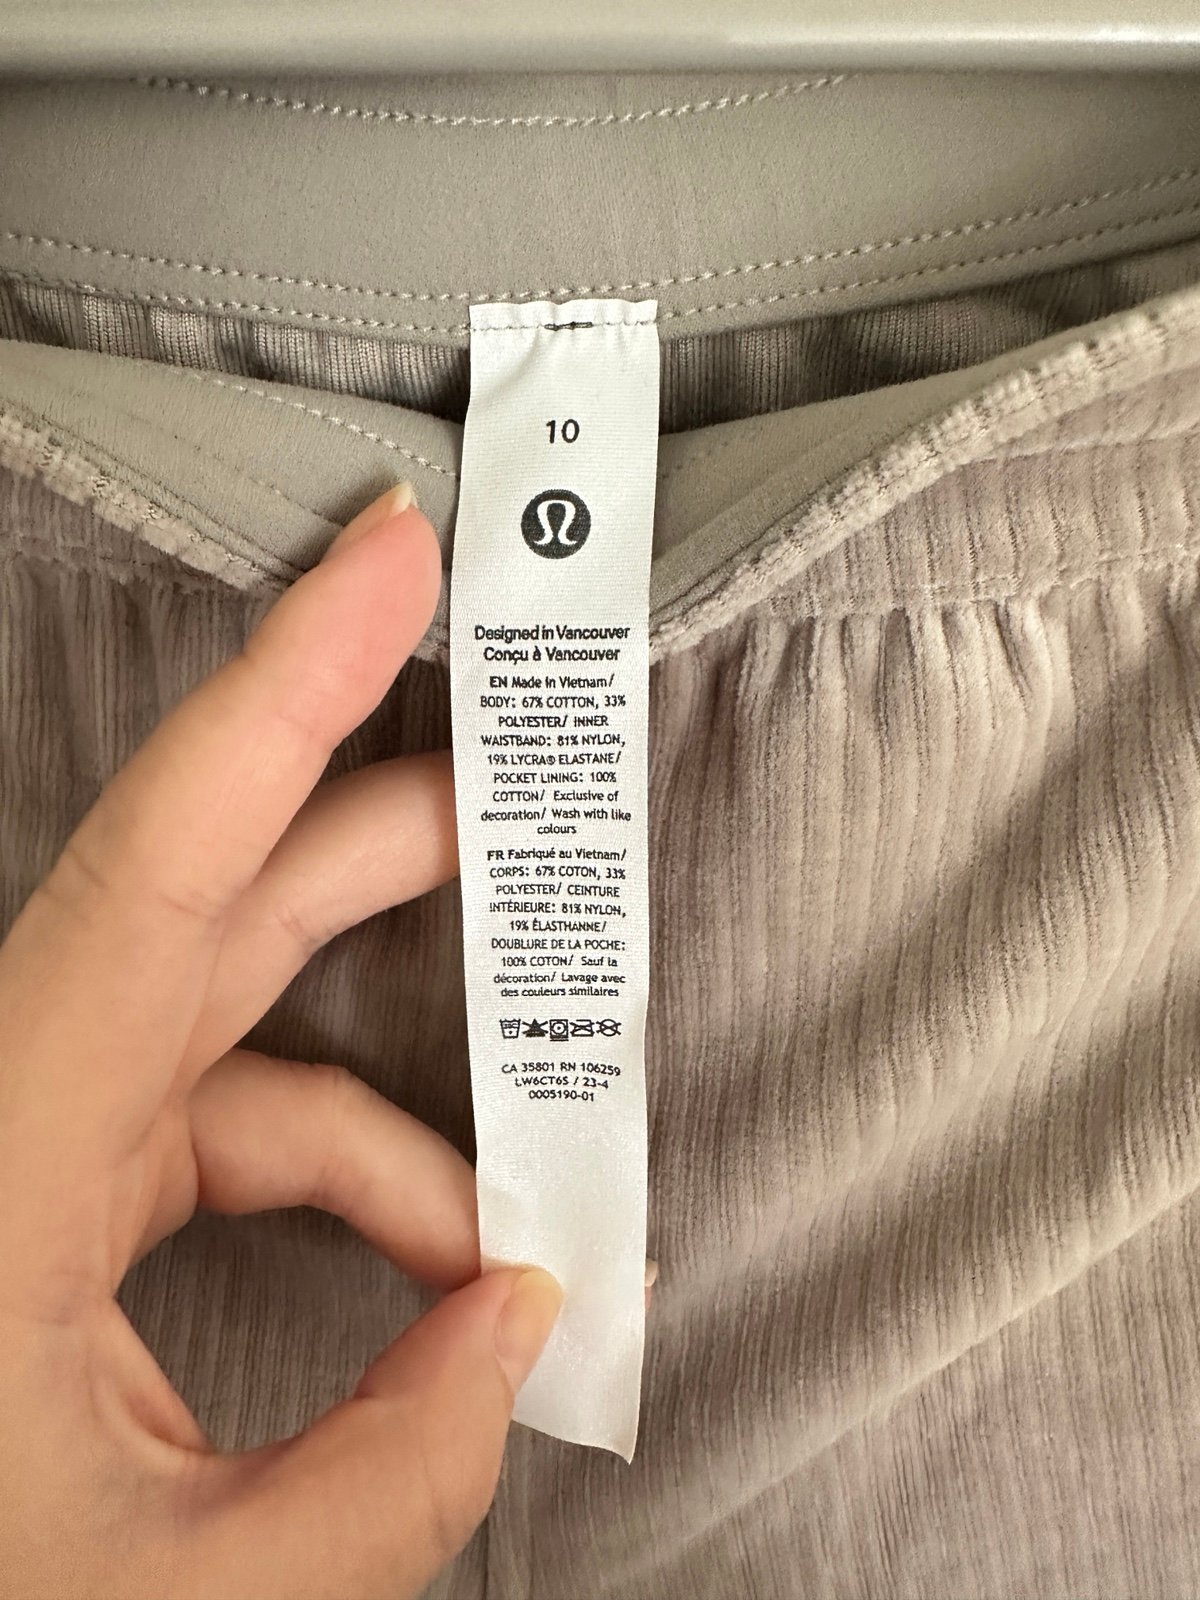 10
Designed in Vancouver
Conçu à Vancouver
EN Made in Vietnam/
BODY: 67% COTTON, 33%
POLYESTER/ INNER
WAISTBAND: 81% NYLON,
19% LYCRA® ELASTANE/
POCKET LINING: 100%
COTTON/ Exclusive of
decoration/ Wash with like
colours
FR Fabriqué au Vietnam/
CORPS: 67% COTON, 33%
POLYESTER/ CEINTURE
INTÉRIEURE: 81% NYLON,
19% ÉLASTHANNE/
DOUBLURE DE LA POCHE:
100% COTON/ Sauf la
décoration/ Lavage avec
des couleurs similaires
CA 35801 RN 106259
LW6CT6S / 23-4
0005190-01